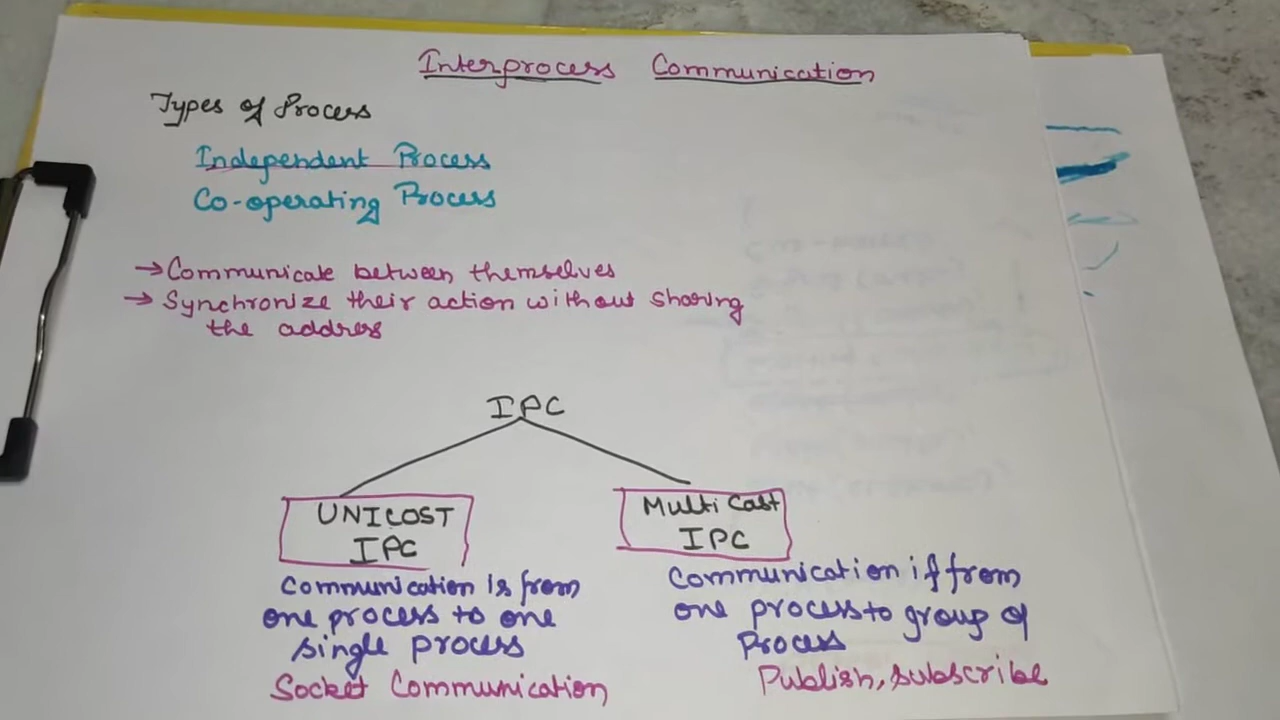 Interprocess Communication
Types of Process
Independent Process
Co-operating Process
→ Communicate between themselves
→ Synchronize their action without sharing
the address
IPC
UNICOST
IPC
Multi Cast
IPC
Communication is from
one process to one
single process
Socket Communication
Communication if from
one process to group of
Process
Publish, subscribe